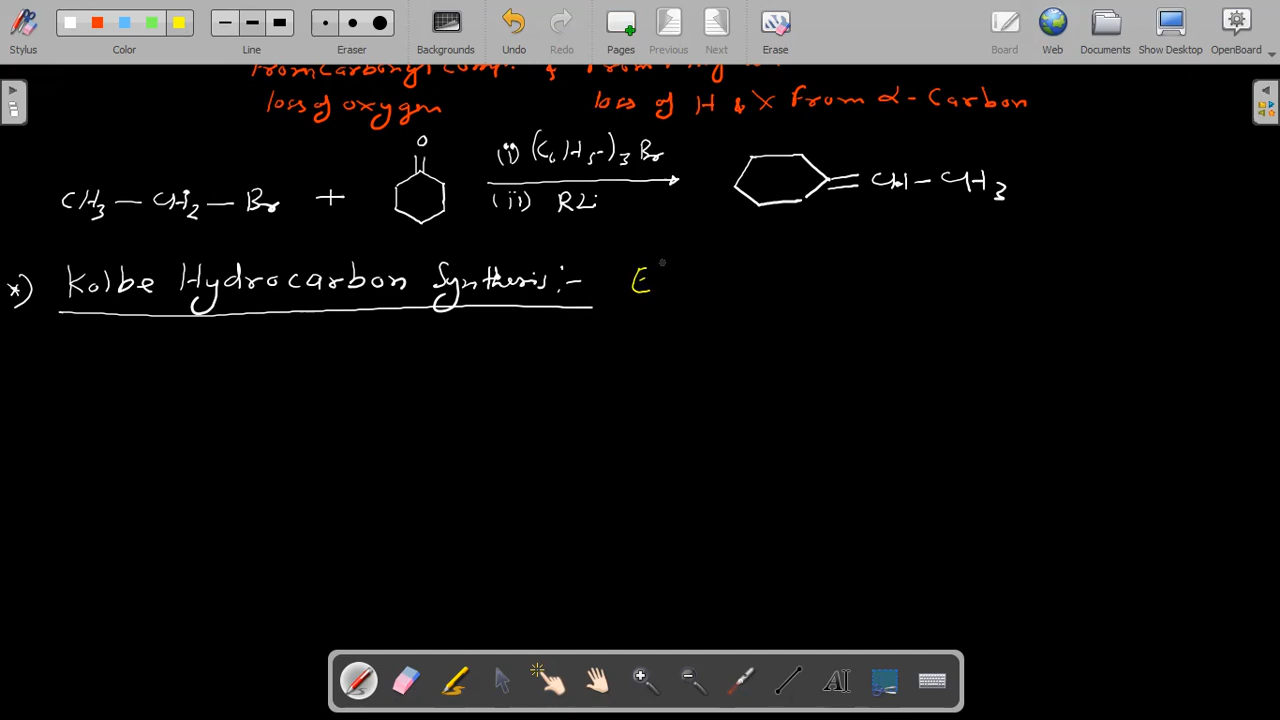 Stylus Color Line Eraser Backgrounds Undo Redo Pages Previous Next Erase Board Web Documents Show Desktop OpenBoard
loss of oxygen loss of H & X From α-Carbon
CH3 — CH2 — Br + O (i) (C6H5-)3 Br = CH — CH3
(ii) RLi
*) Kolbe Hydrocarbon Synthesis:- E